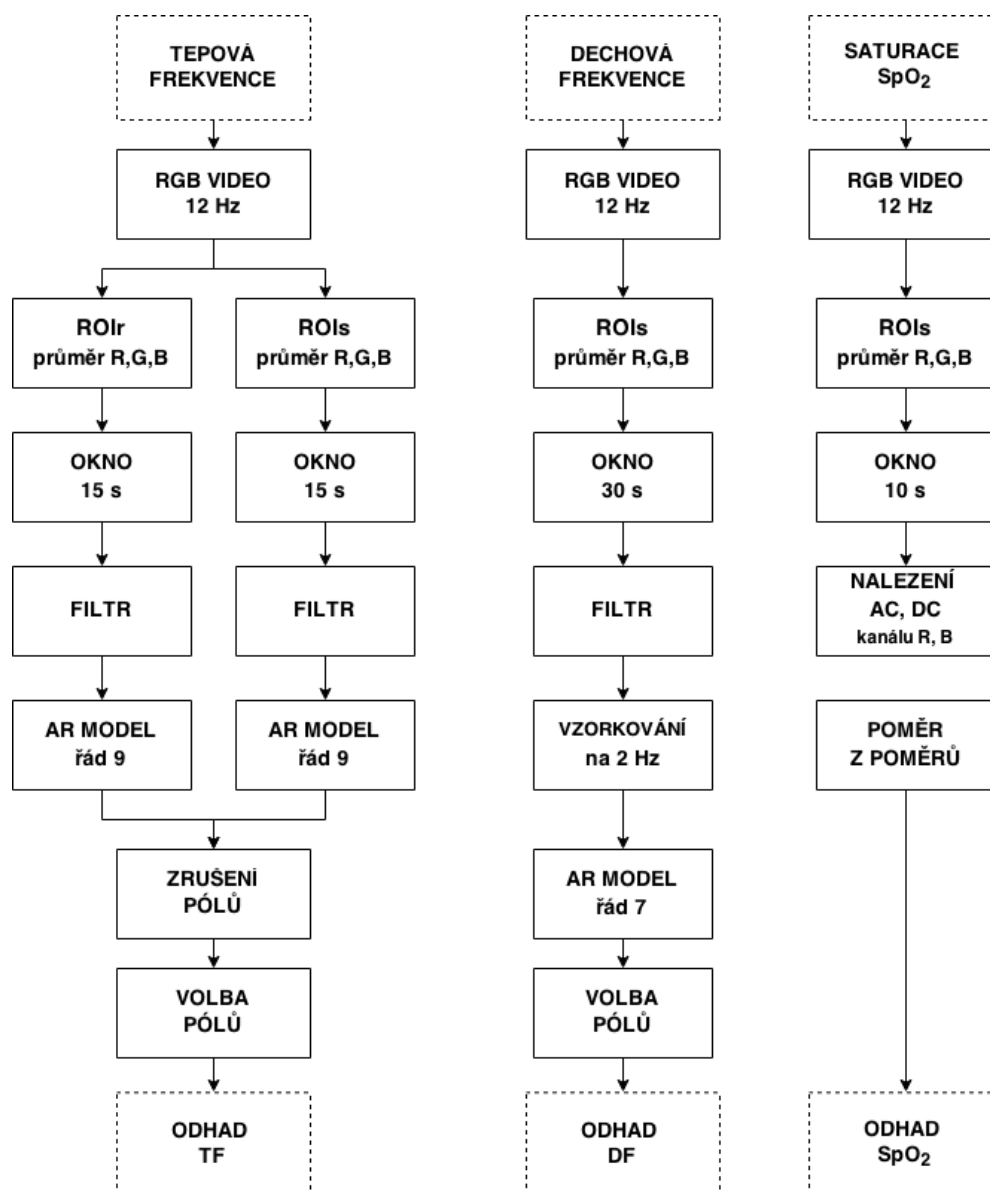 TEPOVÁ
FREKVENCE
RGB VIDEO
12 Hz
ROIr
průměr R,G,B
OKNO
15 s
FILTR
AR MODEL
řád 9
ROIs
průměr R,G,B
OKNO
15 s
FILTR
AR MODEL
řád 9
ZRUŠENÍ
PÓLŮ
VOLBA
PÓLŮ
ODHAD
TF
DECHOVÁ
FREKVENCE
RGB VIDEO
12 Hz
ROIs
průměr R,G,B
OKNO
30 s
FILTR
VZORKOVÁNÍ
na 2 Hz
AR MODEL
řád 7
VOLBA
PÓLŮ
ODHAD
DF
SATURACE
SpO₂
RGB VIDEO
12 Hz
ROIs
průměr R,G,B
OKNO
10 s
NALEZENÍ
AC, DC
kanálu R, B
POMĚR
Z POMĚRŮ
ODHAD
SpO₂